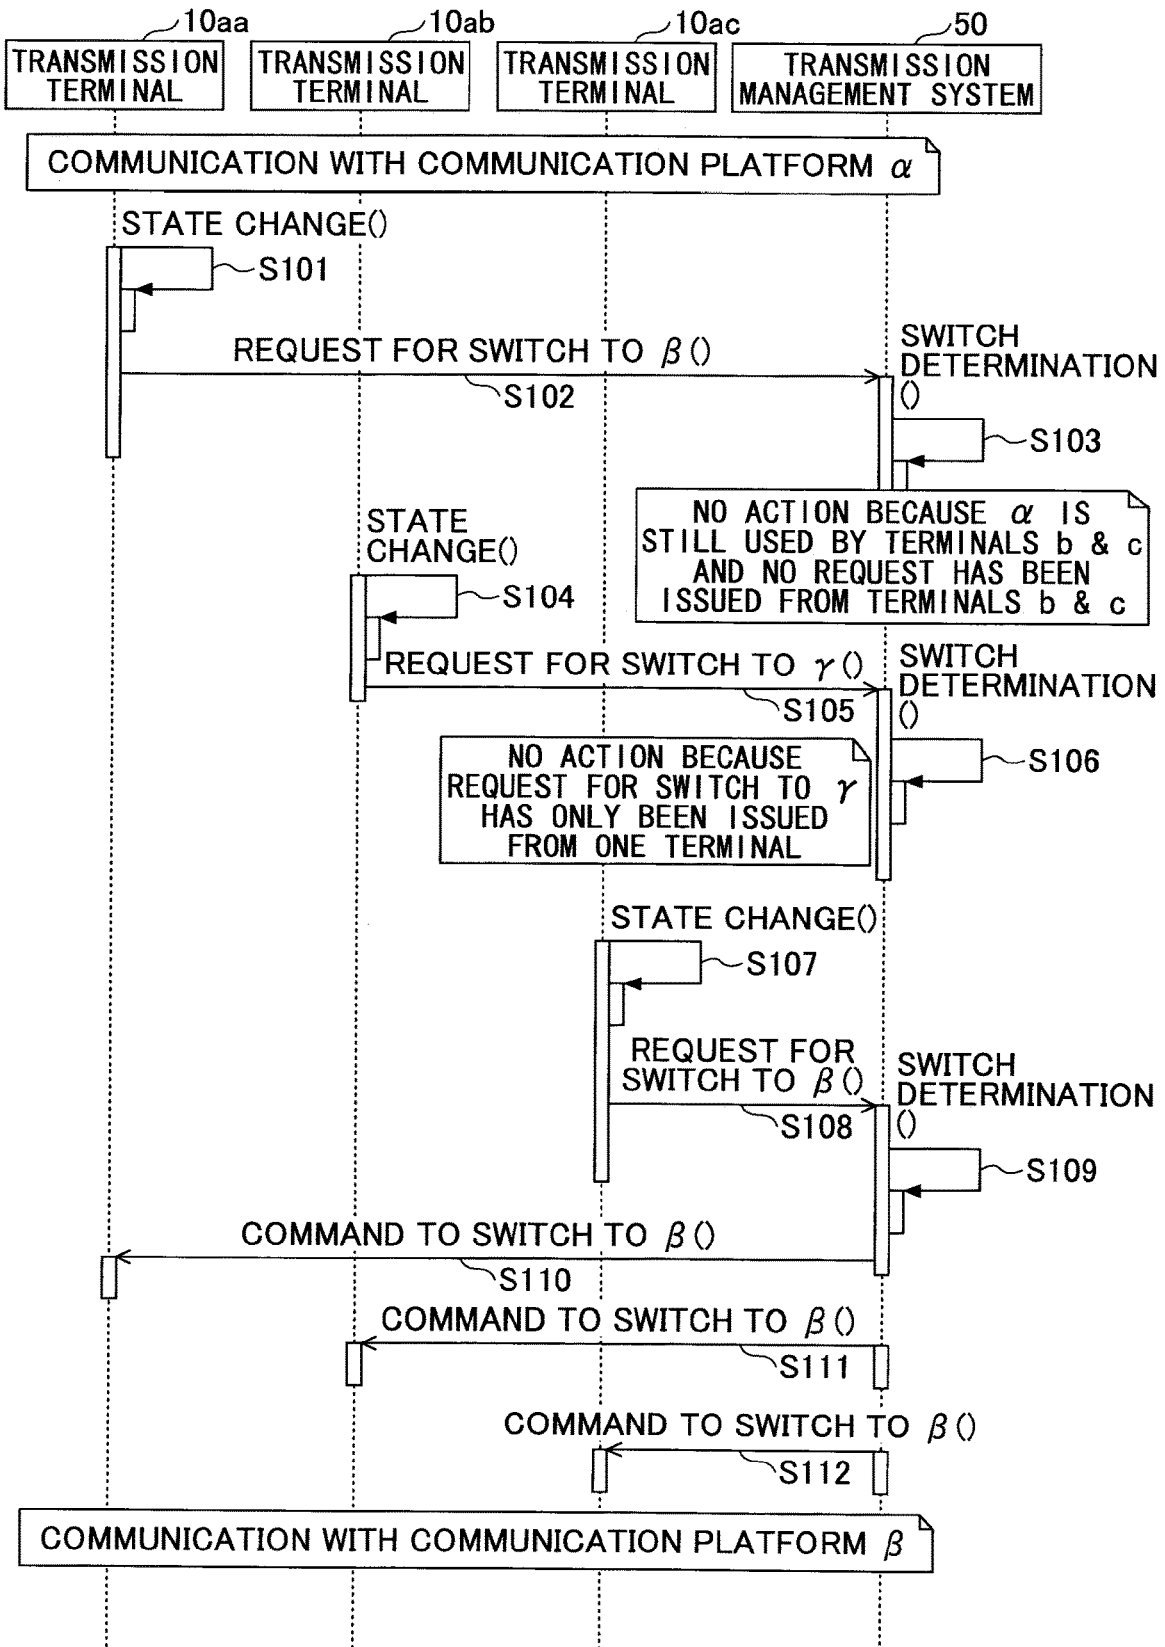 10aa
10ab
10ac
50
TRANSMISSION
TERMINAL
TRANSMISSION
TERMINAL
TRANSMISSION
TERMINAL
TRANSMISSION
MANAGEMENT SYSTEM
COMMUNICATION WITH COMMUNICATION PLATFORM α
STATE CHANGE()
S101
REQUEST FOR SWITCH TO β()
S102
SWITCH
DETERMINATION
()
S103
NO ACTION BECAUSE α IS
STILL USED BY TERMINALS b & c
AND NO REQUEST HAS BEEN
ISSUED FROM TERMINALS b & c
STATE
CHANGE()
S104
REQUEST FOR SWITCH TO γ()
S105
SWITCH
DETERMINATION
()
S106
NO ACTION BECAUSE
REQUEST FOR SWITCH TO γ
HAS ONLY BEEN ISSUED
FROM ONE TERMINAL
STATE CHANGE()
S107
REQUEST FOR
SWITCH TO β()
S108
SWITCH
DETERMINATION
()
S109
COMMAND TO SWITCH TO β()
S110
COMMAND TO SWITCH TO β()
S111
COMMAND TO SWITCH TO β()
S112
COMMUNICATION WITH COMMUNICATION PLATFORM β